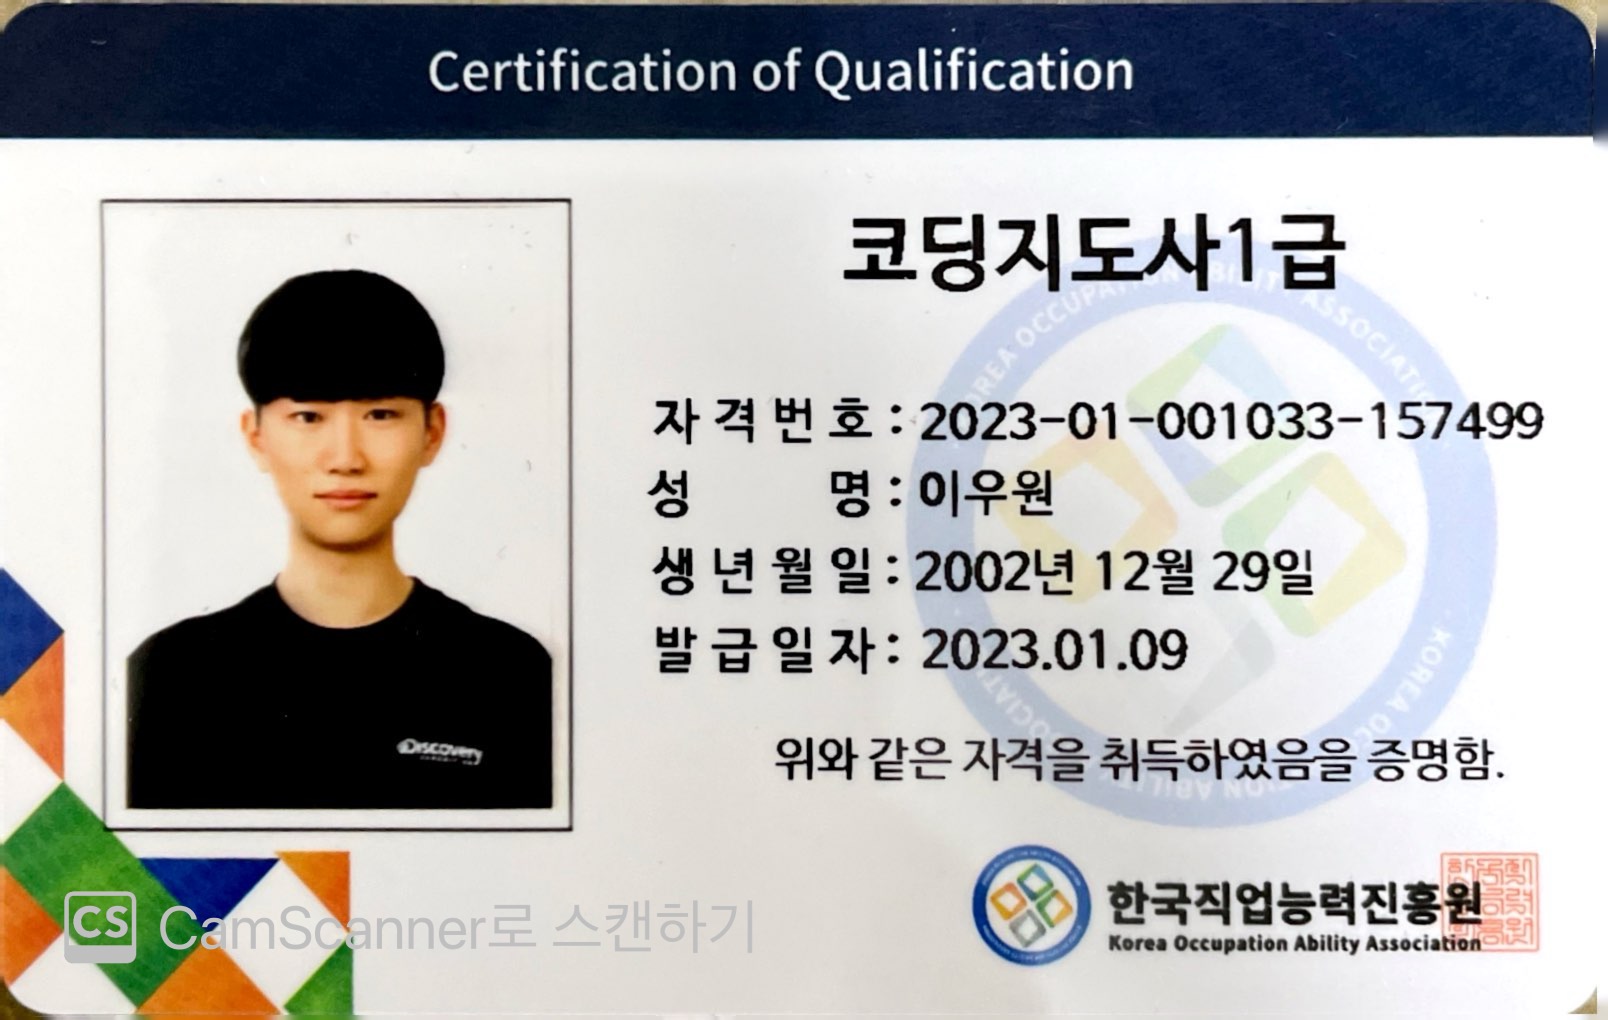 Certification of Qualification
코딩지도사1급
자격번호 : 2023-01-001033-157499
성 명 : 이우원
생년월일 : 2002년 12월 29일
발급일자 : 2023.01.09
위와 같은 자격을 취득하였음을 증명함.
Discovery
한국직업능력진흥원
Korea Occupation Ability Association
CS CamScanner로 스캔하기
KOREA OCCUPATION ABILITY ASSOCIATION